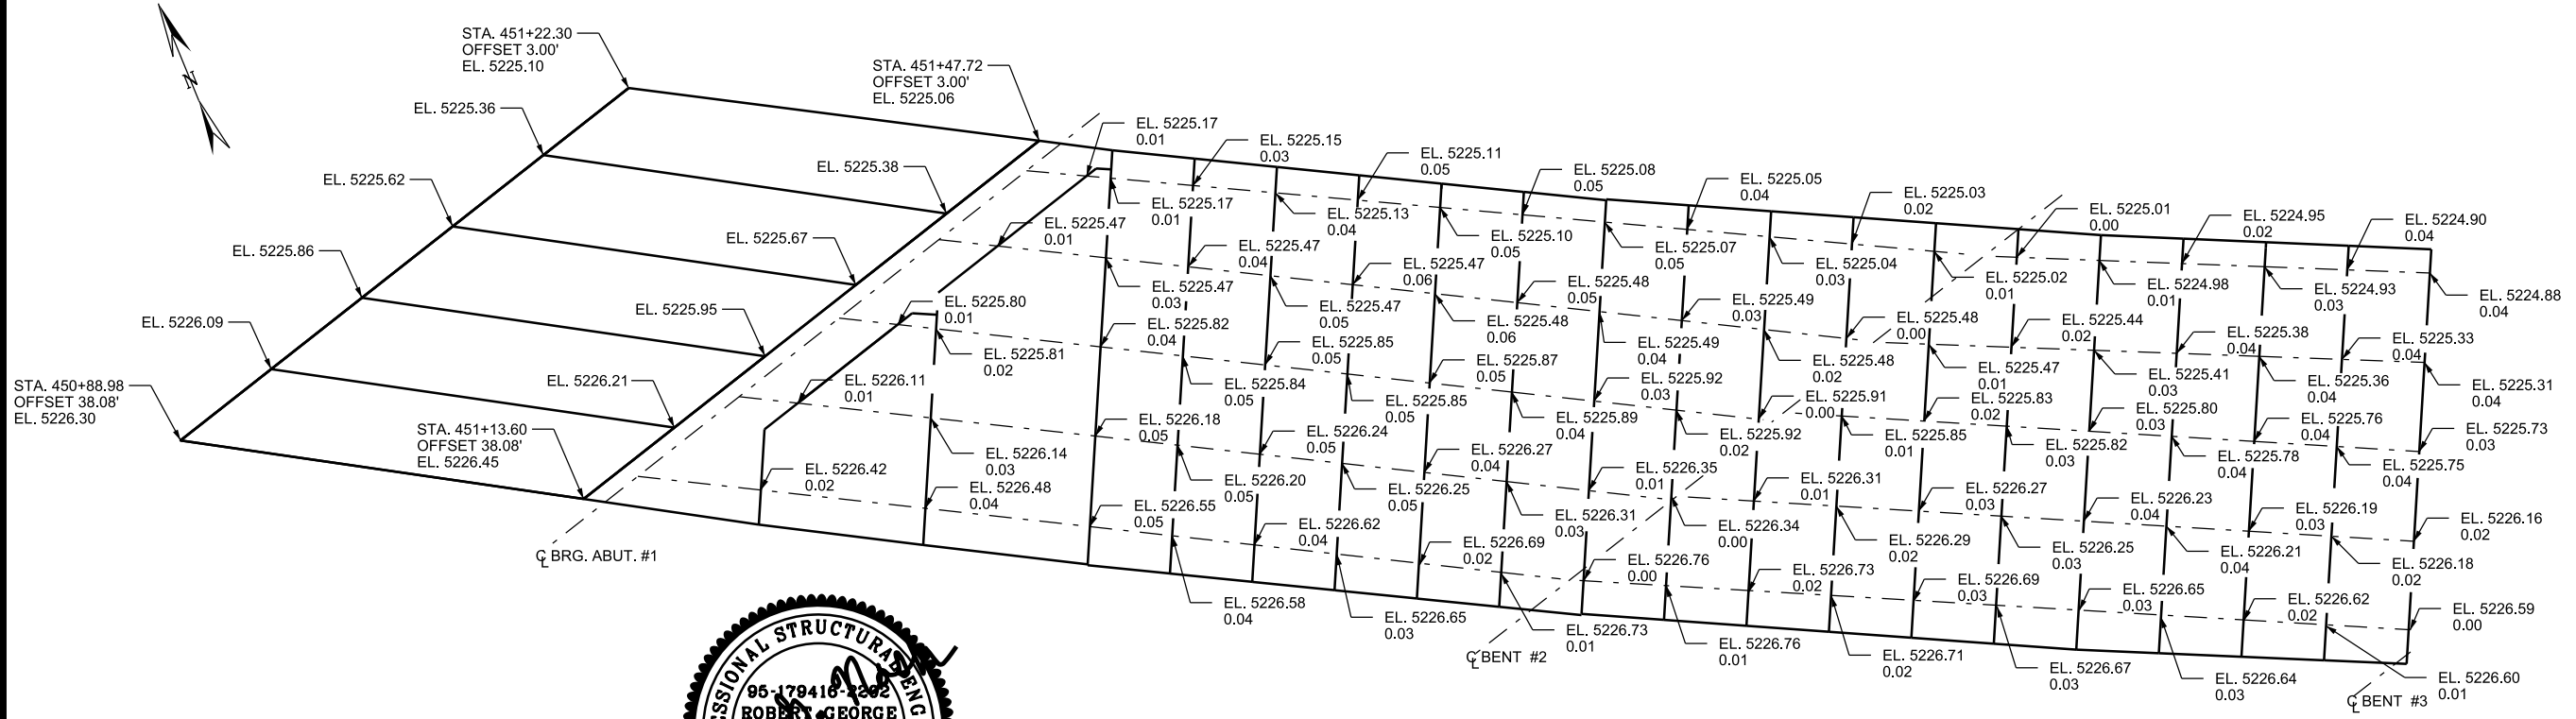 N
STA. 451+22.30
OFFSET 3.00'
EL. 5225.10
EL. 5225.36
EL. 5225.62
EL. 5225.86
EL. 5226.09
STA. 450+88.98
OFFSET 38.08'
EL. 5226.30
STA. 451+47.72
OFFSET 3.00'
EL. 5225.06
EL. 5225.38
EL. 5225.67
EL. 5225.95
EL. 5226.21
STA. 451+13.60
OFFSET 38.08'
EL. 5226.45
EL. 5225.17
0.01
EL. 5225.15
0.03
EL. 5225.11
0.05
EL. 5225.08
0.05
EL. 5225.05
0.04
EL. 5225.03
0.02
EL. 5225.01
0.00
EL. 5224.95
0.02
EL. 5224.90
0.04
EL. 5225.17
0.01
EL. 5225.13
0.04
EL. 5225.10
0.05
EL. 5225.07
0.05
EL. 5225.04
0.03
EL. 5225.02
0.01
EL. 5224.98
0.01
EL. 5224.93
0.03
EL. 5224.88
0.04
EL. 5225.47
0.01
EL. 5225.47
0.04
EL. 5225.47
0.06
EL. 5225.48
0.05
EL. 5225.49
0.03
EL. 5225.48
0.00
EL. 5225.44
0.02
EL. 5225.38
0.04
EL. 5225.33
0.04
EL. 5225.47
0.03
EL. 5225.47
0.05
EL. 5225.48
0.06
EL. 5225.49
0.04
EL. 5225.48
0.02
EL. 5225.47
0.01
EL. 5225.41
0.03
EL. 5225.36
0.04
EL. 5225.31
0.04
EL. 5225.80
0.01
EL. 5225.82
0.04
EL. 5225.85
0.05
EL. 5225.87
0.05
EL. 5225.92
0.03
EL. 5225.91
0.00
EL. 5225.83
0.02
EL. 5225.80
0.03
EL. 5225.76
0.04
EL. 5225.73
0.03
EL. 5225.81
0.02
EL. 5225.84
0.05
EL. 5225.85
0.05
EL. 5225.89
0.04
EL. 5225.92
0.02
EL. 5225.85
0.01
EL. 5225.82
0.03
EL. 5225.78
0.04
EL. 5225.75
0.04
EL. 5226.11
0.01
EL. 5226.18
0.05
EL. 5226.24
0.05
EL. 5226.27
0.04
EL. 5226.35
0.01
EL. 5226.31
0.01
EL. 5226.27
0.03
EL. 5226.23
0.04
EL. 5226.19
0.03
EL. 5226.16
0.02
EL. 5226.14
0.03
EL. 5226.20
0.05
EL. 5226.25
0.05
EL. 5226.31
0.03
EL. 5226.34
0.00
EL. 5226.29
0.02
EL. 5226.25
0.03
EL. 5226.21
0.04
EL. 5226.18
0.02
EL. 5226.42
0.02
EL. 5226.48
0.04
EL. 5226.55
0.05
EL. 5226.62
0.04
EL. 5226.69
0.02
EL. 5226.76
0.00
EL. 5226.73
0.02
EL. 5226.69
0.03
EL. 5226.65
0.03
EL. 5226.62
0.02
EL. 5226.59
0.00
EL. 5226.58
0.04
EL. 5226.65
0.03
EL. 5226.73
0.01
EL. 5226.76
0.01
EL. 5226.71
0.02
EL. 5226.67
0.03
EL. 5226.64
0.03
EL. 5226.60
0.01
℄ BRG. ABUT. #1
℄ BENT #2
℄ BENT #3
STRUCTURAL
ROBERT GEORGE